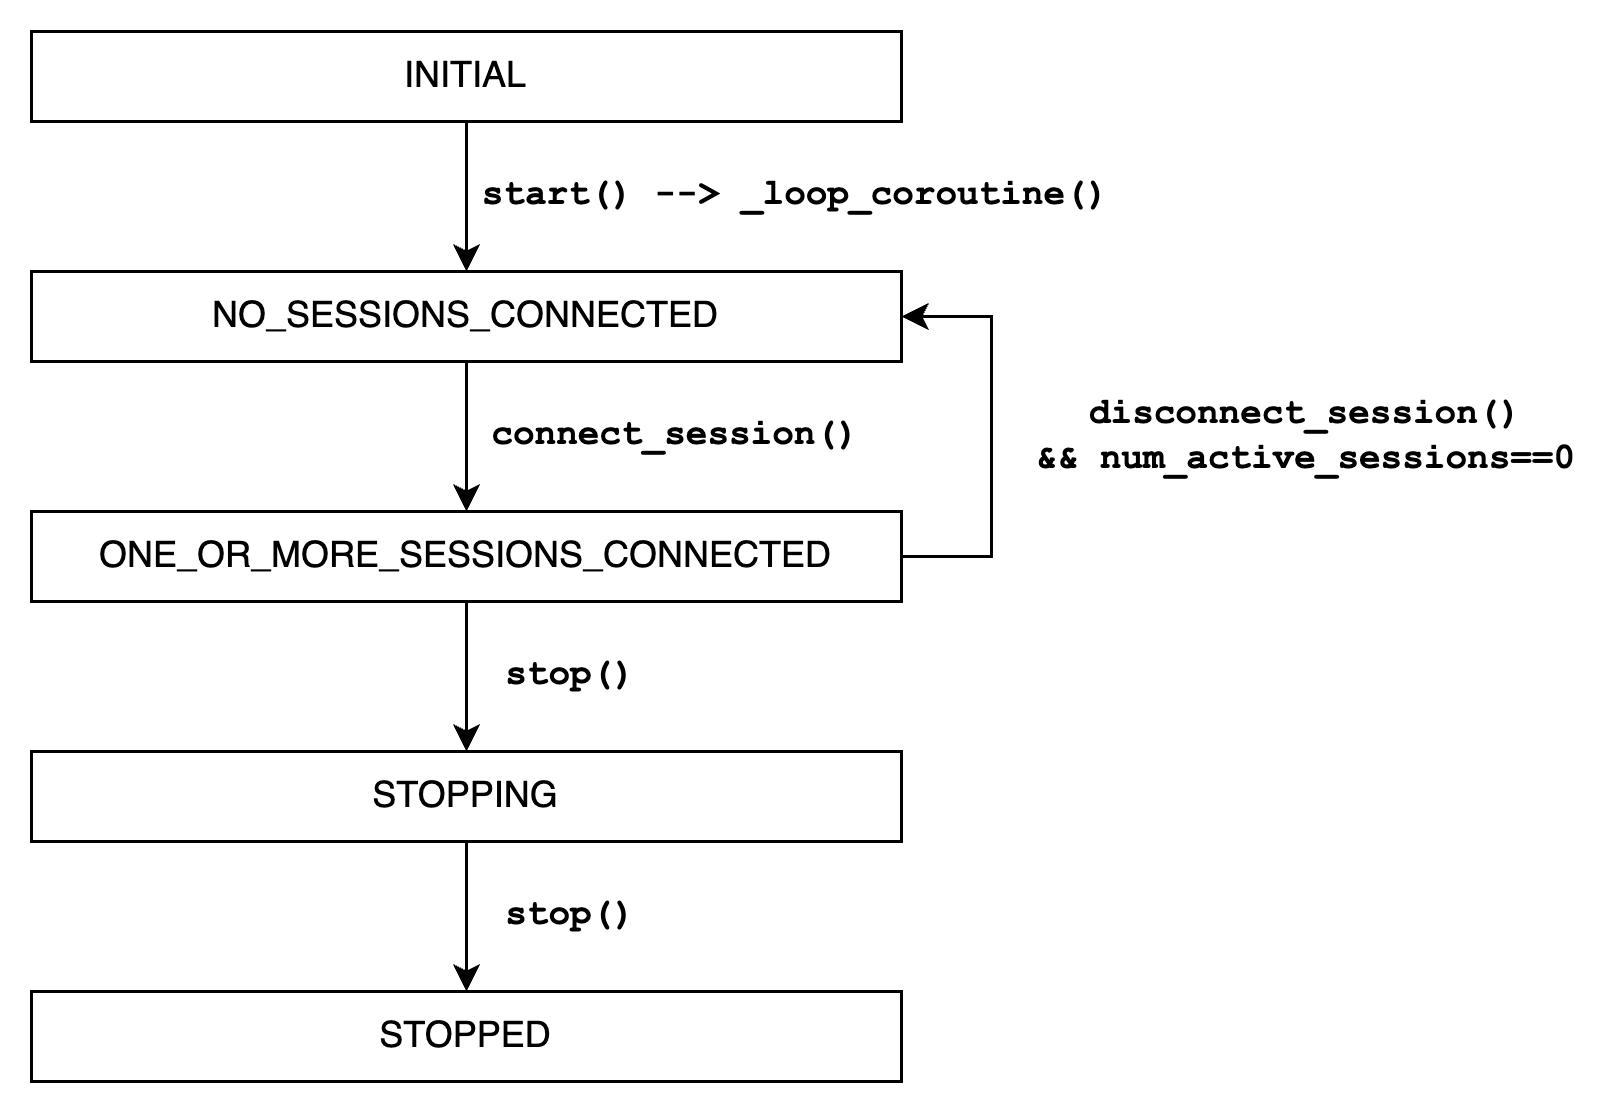 INITIAL
start() --> _loop_coroutine()
NO_SESSIONS_CONNECTED
disconnect_session()
connect_session()
&& num_active_sessions==0
ONE_OR_MORE_SESSIONS_CONNECTED
stop()
STOPPING
stop()
STOPPED